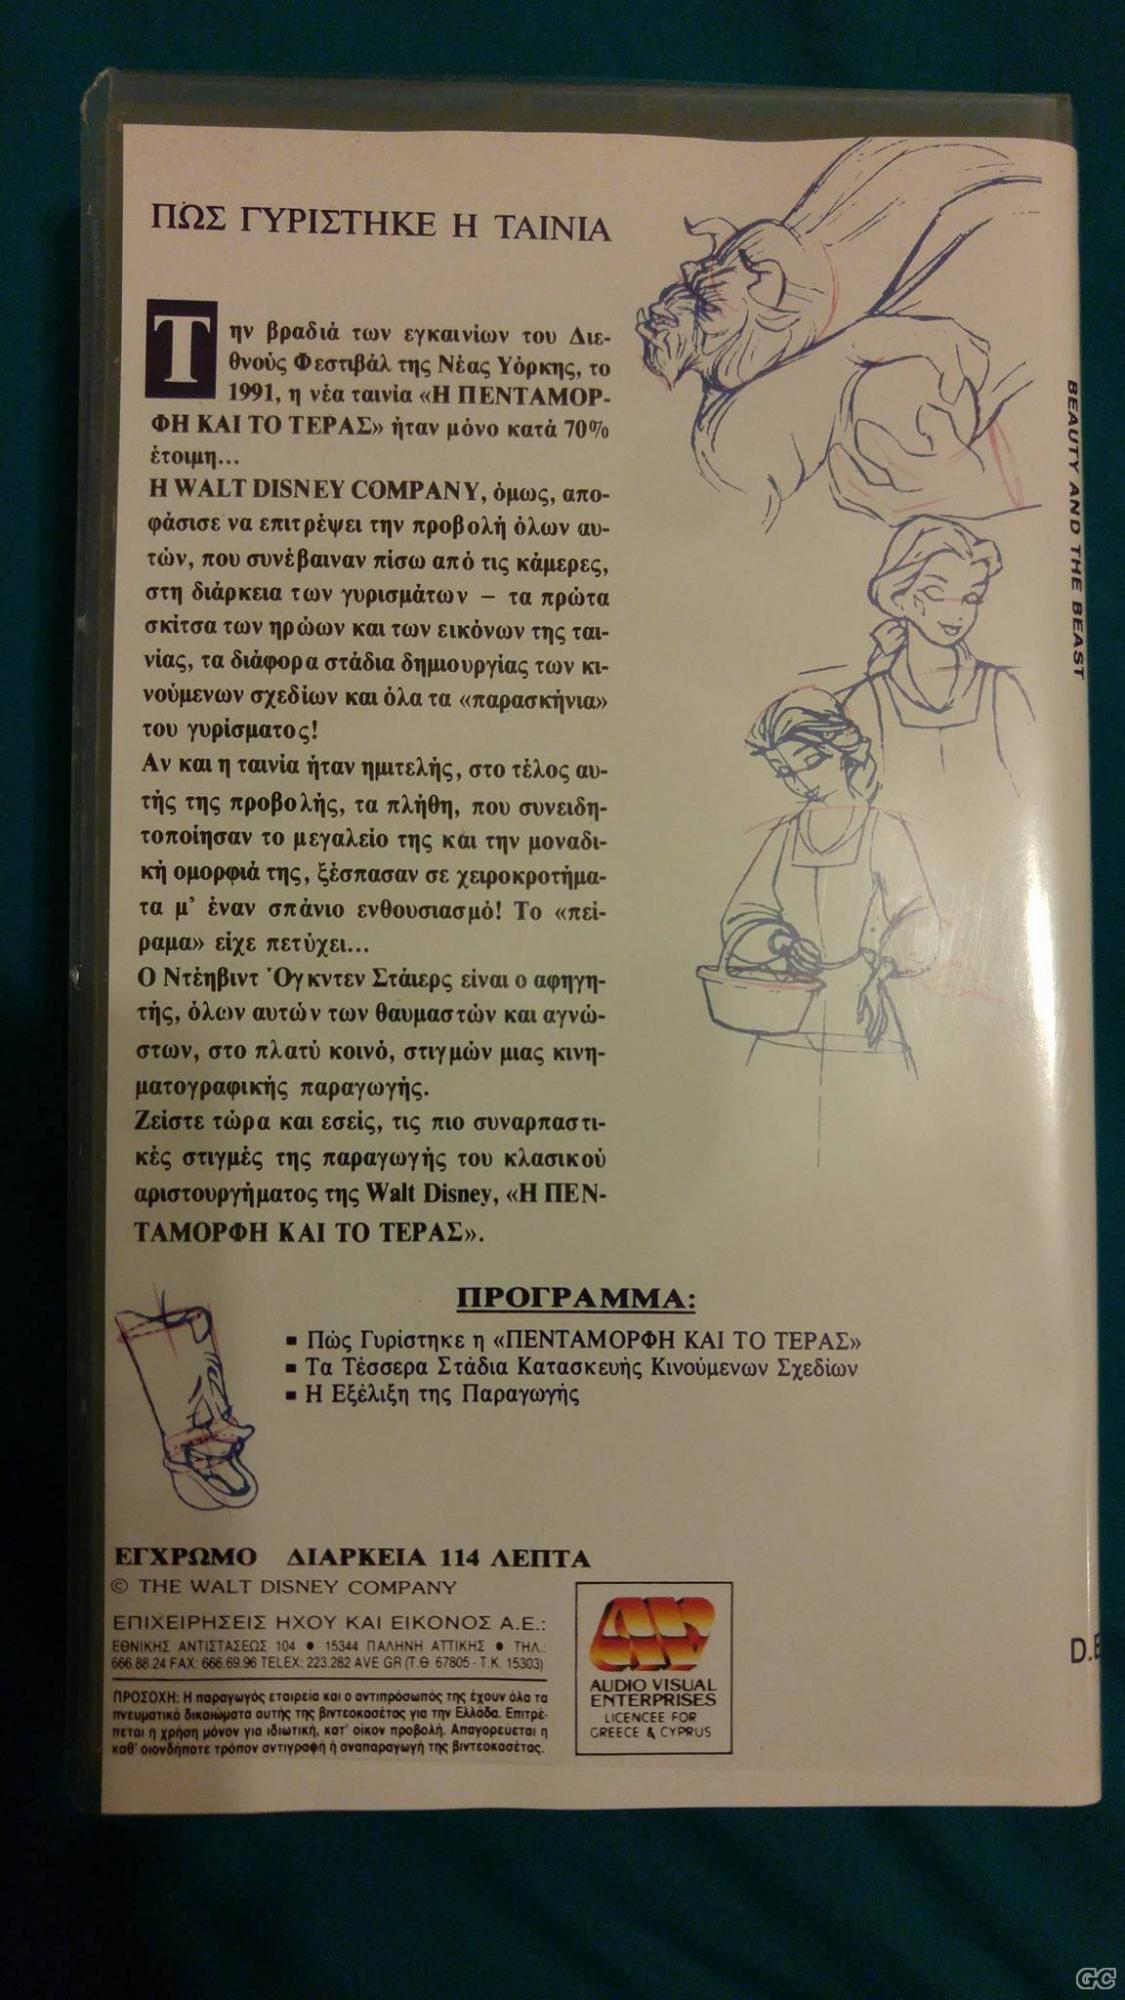 ΠΩΣ ΓΥΡΙΣΤΗΚΕ Η ΤΑΙΝΙΑ
Την βραδιά των εγκαινίων του Διε-
θνούς Φεστιβάλ της Νέας Υόρκης, το
1991, η νέα ταινία «Η ΠΕΝΤΑΜΟΡ-
ΦΗ ΚΑΙ ΤΟ ΤΕΡΑΣ» ήταν μόνο κατά 70%
έτοιμη...
Η WALT DISNEY COMPANY, όμως, απο-
φάσισε να επιτρέψει την προβολή όλων αυ-
τών, που συνέβαιναν πίσω από τις κάμερες,
στη διάρκεια των γυρισμάτων – τα πρώτα
σκίτσα των ηρώων και των εικόνων της ται-
νίας, τα διάφορα στάδια δημιουργίας των κι-
νούμενων σχεδίων και όλα τα «παρασκήνια»
του γυρίσματος!
Αν και η ταινία ήταν ημιτελής, στο τέλος αυ-
τής της προβολής, τα πλήθη, που συνειδη-
τοποίησαν το μεγαλείο της και την μοναδι-
κή ομορφιά της, ξέσπασαν σε χειροκροτήμα-
τα μ' έναν σπάνιο ενθουσιασμό! Το «πεί-
ραμα» είχε πετύχει...
Ο Ντέηβιντ Όγκντεν Στάιερς είναι ο αφηγη-
τής, όλων αυτών των θαυμαστών και αγνώ-
στων, στο πλατύ κοινό, στιγμών μιας κινη-
ματογραφικής παραγωγής.
Ζείστε τώρα και εσείς, τις πιο συναρπαστι-
κές στιγμές της παραγωγής του κλασικού
αριστουργήματος της Walt Disney, «Η ΠΕΝ-
ΤΑΜΟΡΦΗ ΚΑΙ ΤΟ ΤΕΡΑΣ».
ΠΡΟΓΡΑΜΜΑ:
▪ Πώς Γυρίστηκε η «ΠΕΝΤΑΜΟΡΦΗ ΚΑΙ ΤΟ ΤΕΡΑΣ»
▪ Τα Τέσσερα Στάδια Κατασκευής Κινούμενων Σχεδίων
▪ Η Εξέλιξη της Παραγωγής
ΕΓΧΡΩΜΟ ΔΙΑΡΚΕΙΑ 114 ΛΕΠΤΑ
© THE WALT DISNEY COMPANY
ΕΠΙΧΕΙΡΗΣΕΙΣ ΗΧΟΥ ΚΑΙ ΕΙΚΟΝΟΣ Α.Ε.:
ΕΘΝΙΚΗΣ ΑΝΤΙΣΤΑΣΕΩΣ 104 ● 15344 ΠΑΛΗΝΗ ΑΤΤΙΚΗΣ ● ΤΗΛ.:
666.88.24 FAX: 666.69.96 TELEX: 223.282 AVE GR (Τ.Θ. 67805 - Τ.Κ. 15303)
ΠΡΟΣΟΧΗ: Η παραγωγός εταιρεία και ο αντιπρόσωπός της έχουν όλα τα
πνευματικά δικαιώματα αυτής της βιντεοκασέτας για την Ελλάδα. Επιτρέ-
πεται η χρήση μόνον για ιδιωτική, κατ' οίκον προβολή. Απαγορεύεται η
καθ' οιονδήποτε τρόπον αντιγραφή ή αναπαραγωγή της βιντεοκασέτας.
AUDIO VISUAL
ENTERPRISES
LICENCEE FOR
GREECE & CYPRUS
BEAUTY AND THE BEAST
GC